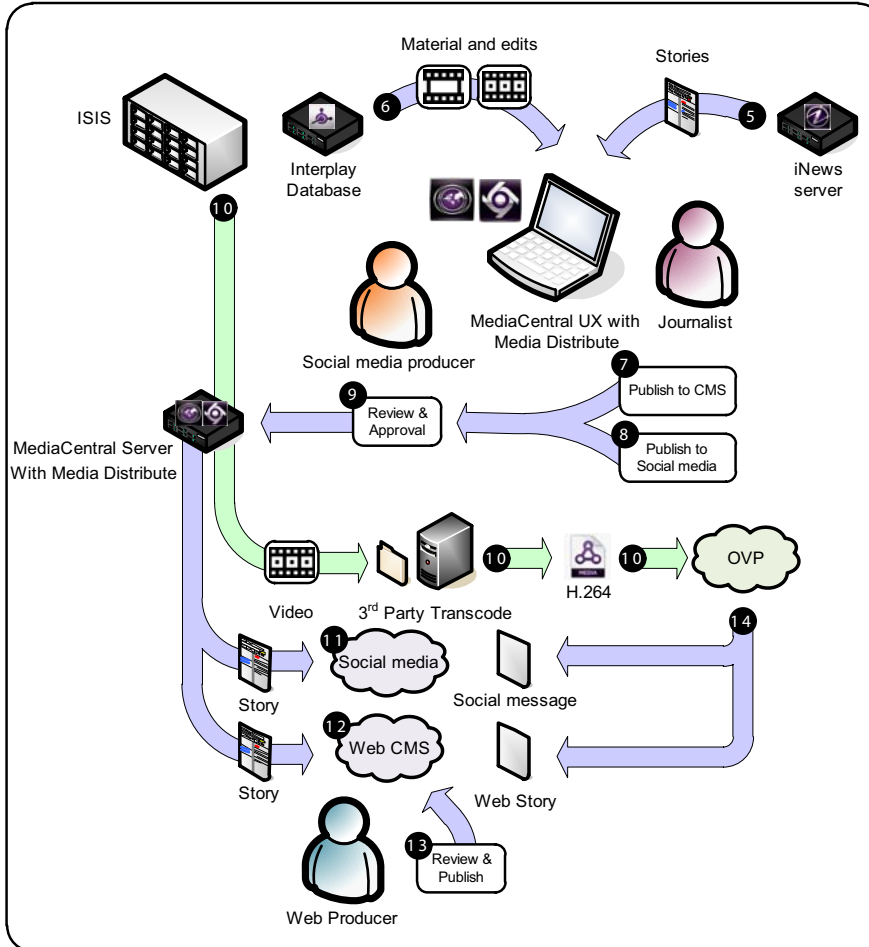 Material and edits
Stories
ISIS
6
5
Interplay
Database
iNews
server
10
MediaCentral UX with
Media Distribute
Journalist
Social media producer
7
Publish to CMS
9
Review &
Approval
8
Publish to
Social media
MediaCentral Server
With Media Distribute
10
10
OVP
MEDIA
H.264
Video
3rd Party Transcode
14
11
Social media
Story
Social message
12
Web CMS
Story
Web Story
13
Review &
Publish
Web Producer